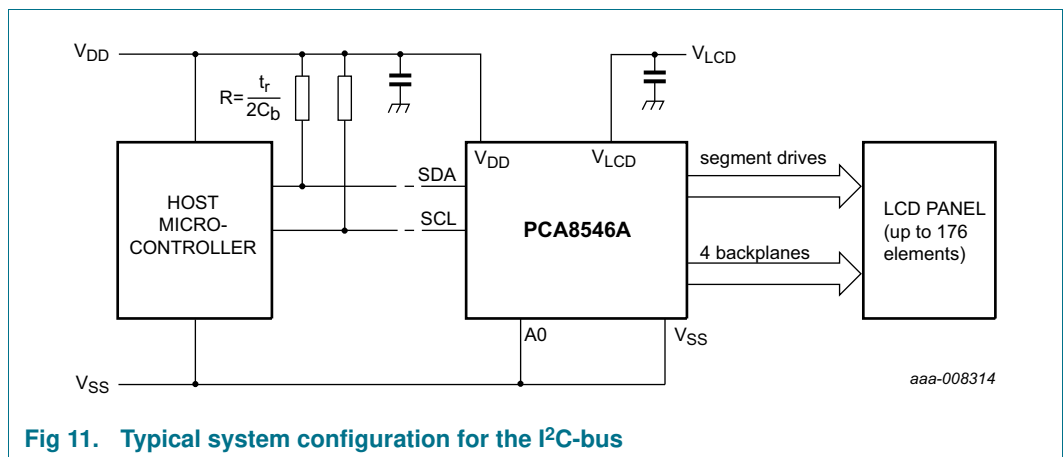 VDD
VLCD
R= tr
2Cb
VDD
VLCD
SDA
SCL
HOST
MICRO-
CONTROLLER
PCA8546A
segment drives
4 backplanes
LCD PANEL
(up to 176
elements)
A0
VSS
VSS
aaa-008314
Fig 11. Typical system configuration for the I²C-bus